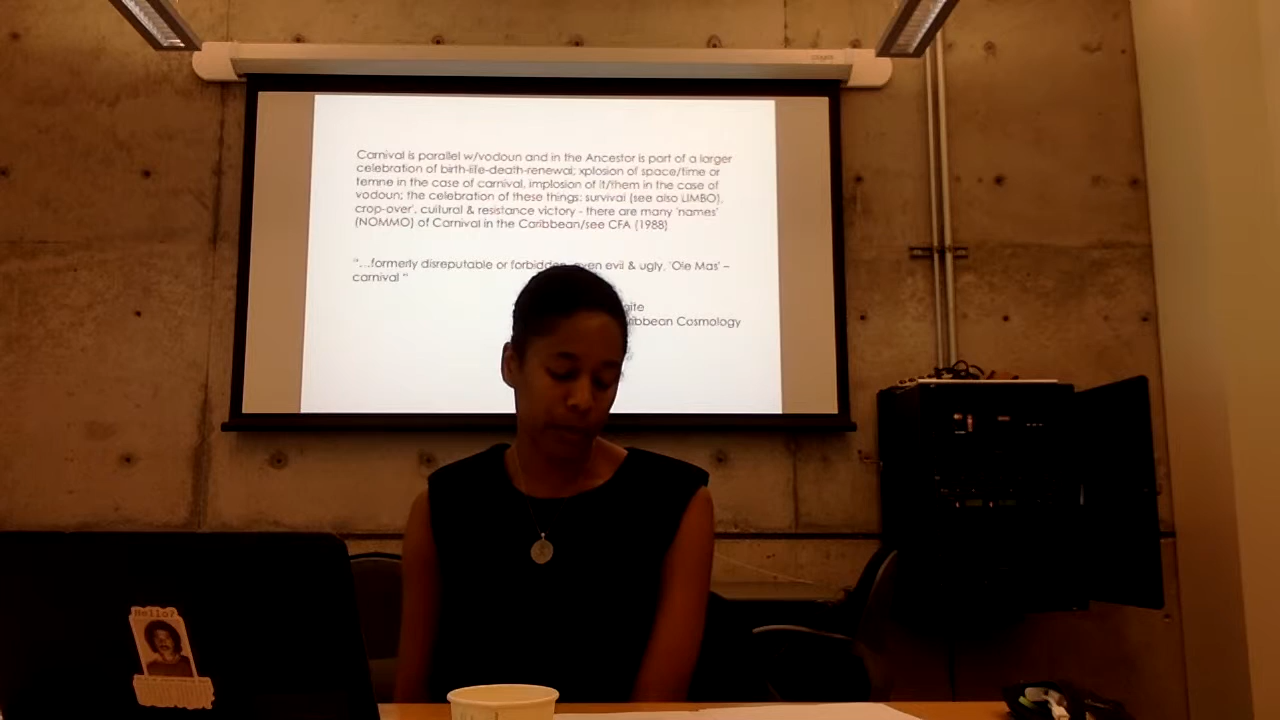 Carnival is parallel w/vodoun and in the Ancestor is part of a larger
celebration of birth-life-death-renewal; xplosion of space/time or
femne in the case of carnival, implosion of it/them in the case of
vodoun; the celebration of these things: survival (see also LIMBO),
crop-over', cultural & resistance victory - there are many 'names'
(NOMMO) of Carnival in the Caribbean/see CFA (1988)
"...formerly disreputable or forbidden, even evil & ugly, 'Ole Mas' –
carnival "
Cosmology
Hello?